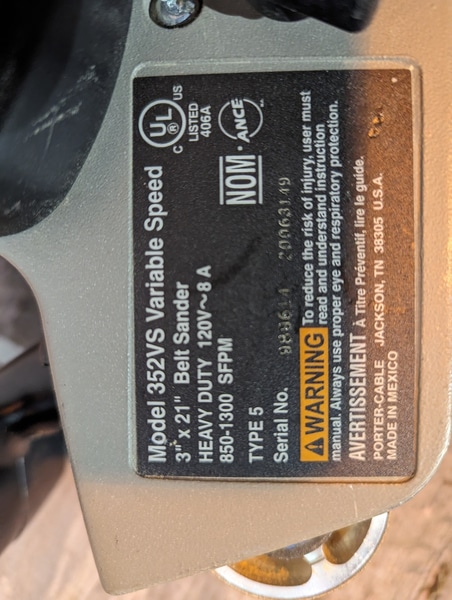 Model 352VS Variable Speed
3" x 21" Belt Sander
HEAVY DUTY 120V~8 A
850-1300 SFPM
TYPE 5
Serial No. 20063149
C UL ® US
LISTED
406A
NOM · ANCE
⚠WARNING To reduce the risk of injury, user must
read and understand instruction
manual. Always use proper eye and respiratory protection.
AVERTISSEMENT À Titre Préventif, lire le guide.
PORTER-CABLE JACKSON, TN 38305 U.S.A.
MADE IN MEXICO